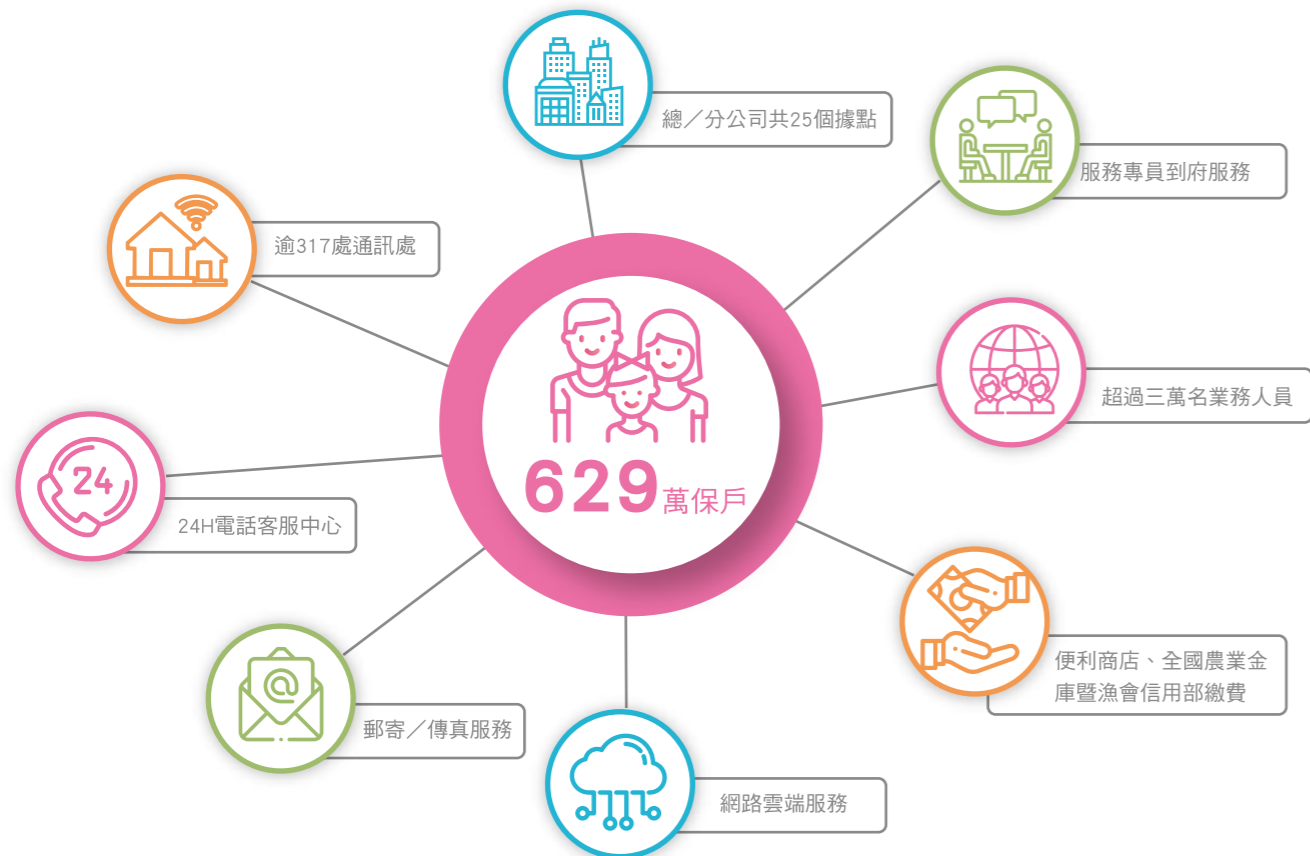 總／分公司共25個據點
服務專員到府服務
逾317處通訊處
超過三萬名業務人員
629萬保戶
24
24H電話客服中心
便利商店、全國農業金
庫暨漁會信用部繳費
@
郵寄／傳真服務
網路雲端服務